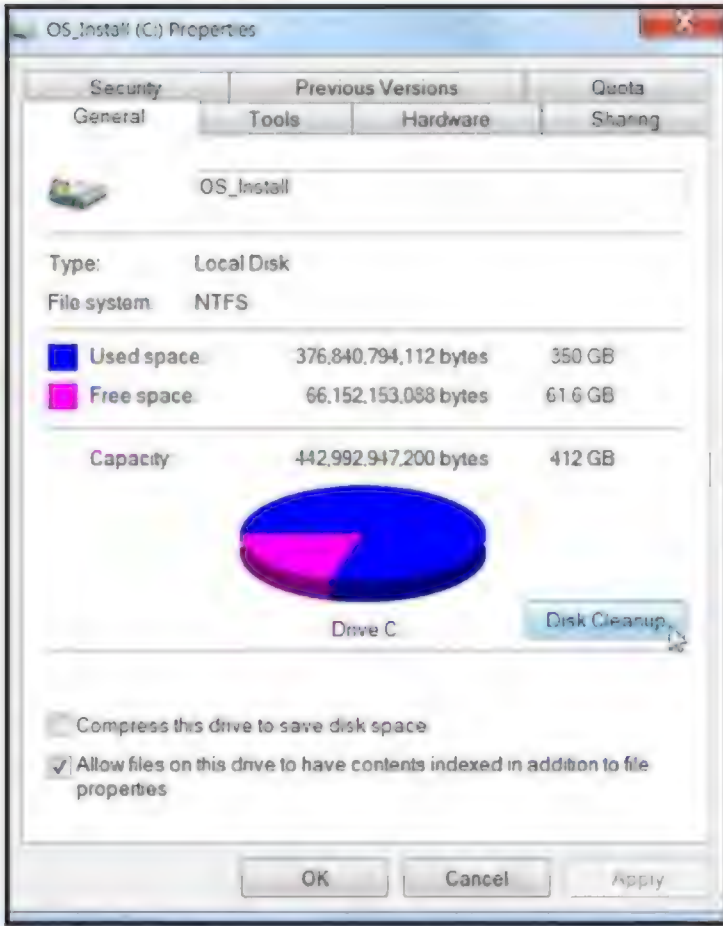 OS_Install (C:) Properties
Security Previous Versions Quota
General Tools Hardware Sharing
OS_Install
Type: Local Disk
File system NTFS
Used space 376,840,794,112 bytes 350 GB
Free space 66,152,153,088 bytes 61.6 GB
Capacity 442,992,947,200 bytes 412 GB
Drive C
Disk Cleanup
Compress this drive to save disk space
Allow files on this drive to have contents indexed in addition to file
properties
OK Cancel Apply